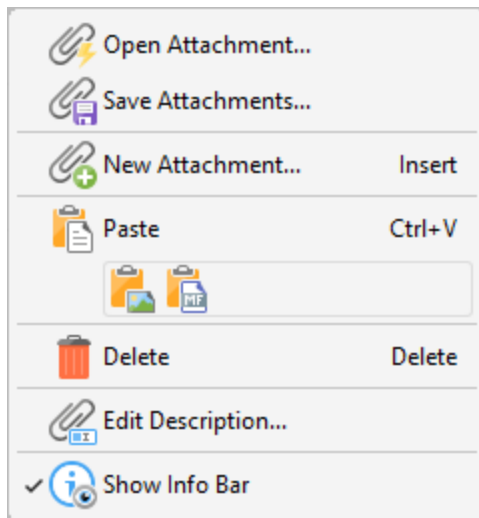 Open Attachment...
Save Attachments...
New Attachment... Insert
Paste Ctrl+V
MF
Delete Delete
Edit Description...
Show Info Bar